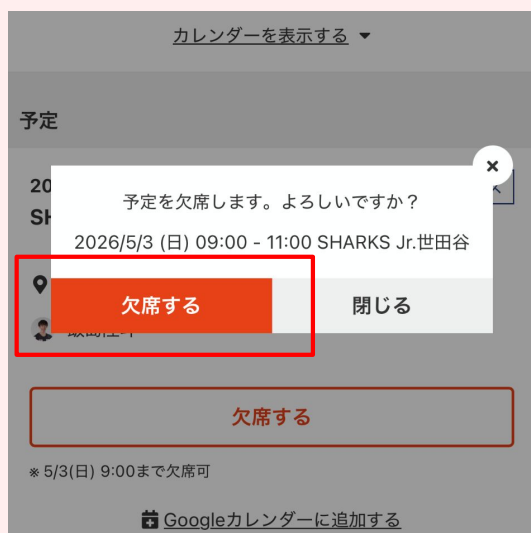 カレンダーを表示する
予定
20
予定を欠席します。よろしいですか？
SH
2026/5/3 (日) 09:00 - 11:00 SHARKS Jr.世田谷
欠席する
閉じる
欠席する
※ 5/3(日) 9:00まで欠席可
Googleカレンダーに追加する